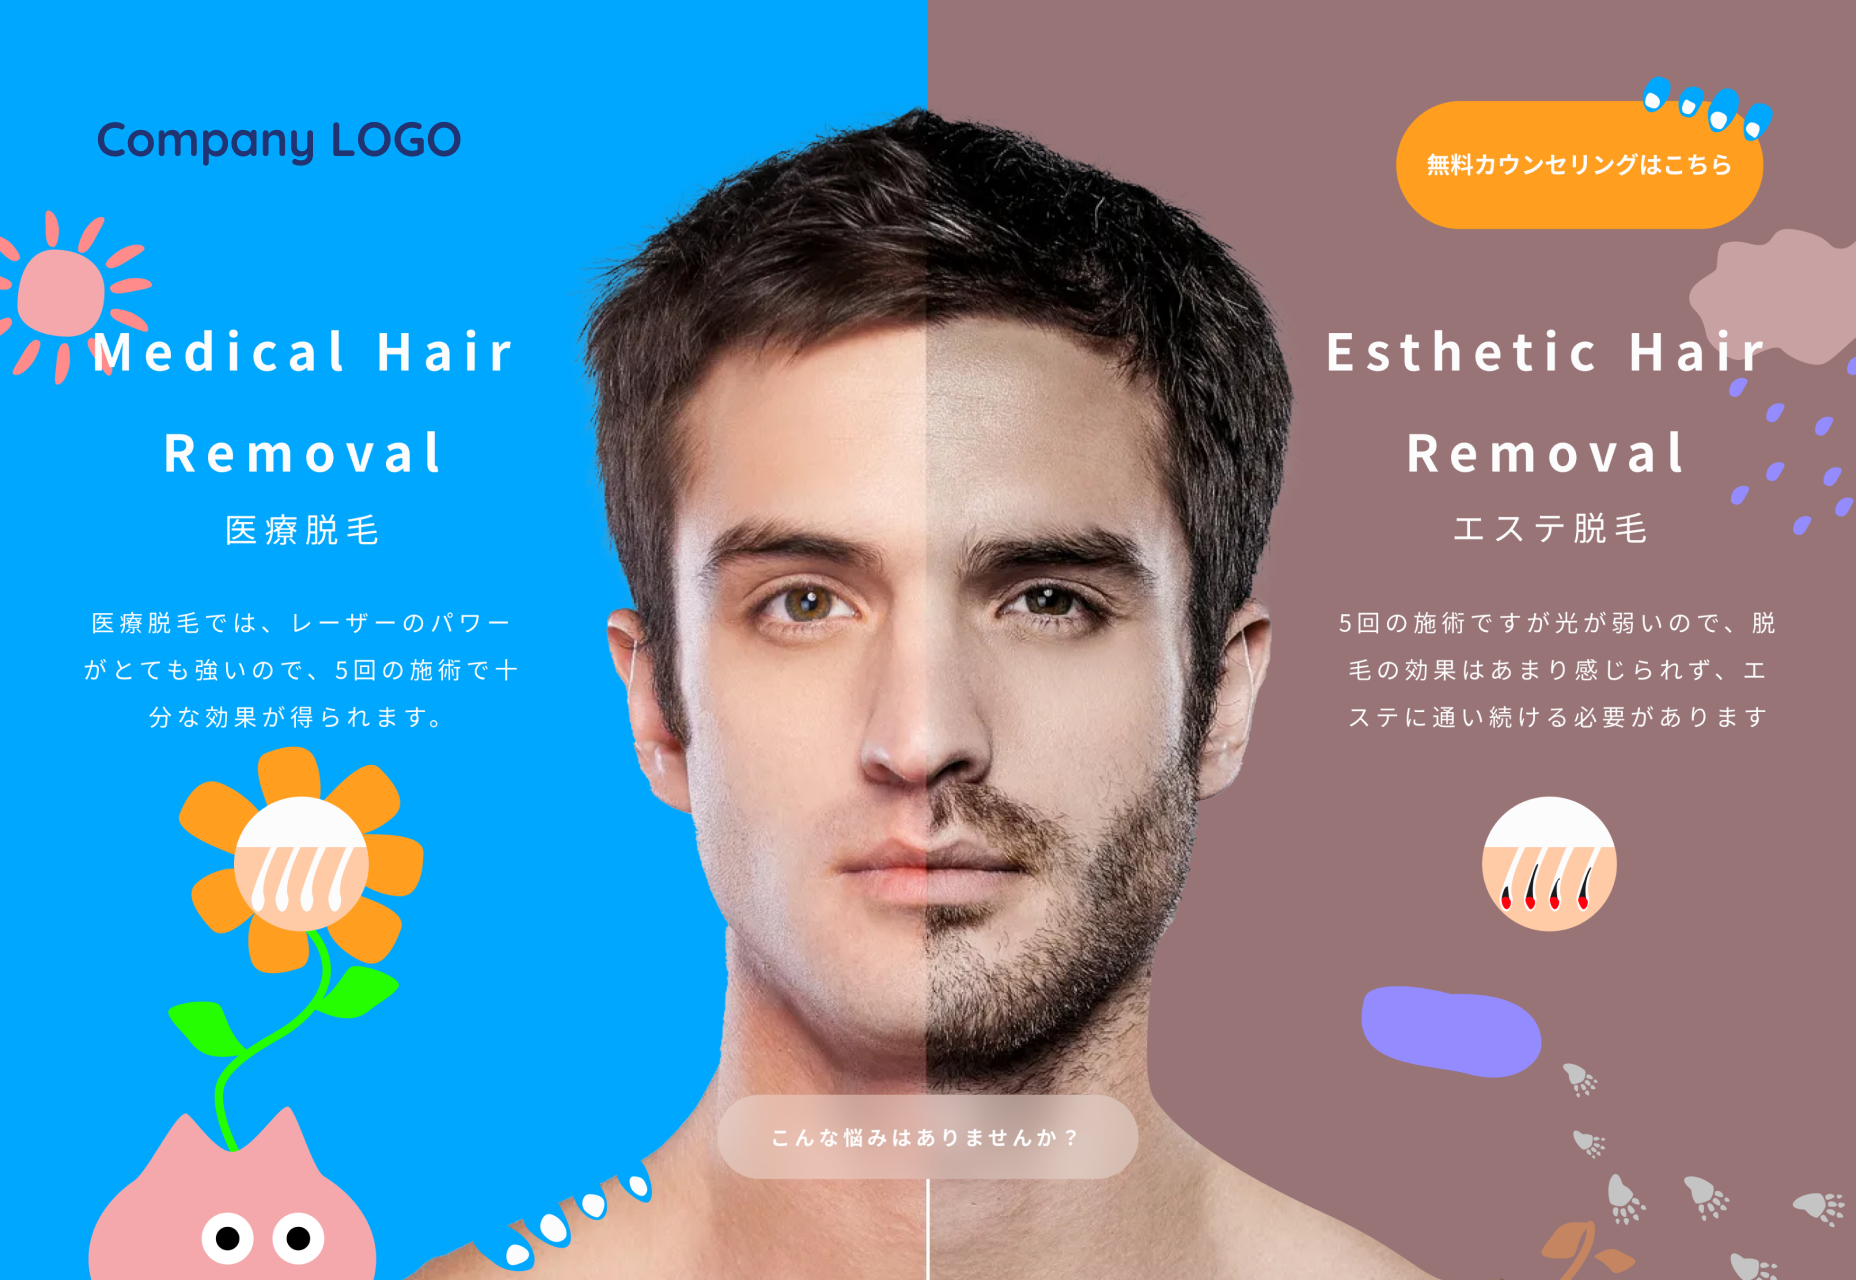 Company LOGO
無料カウンセリングはこちら
Medical Hair
Removal
医療脱毛
医療脱毛では、レーザーのパワー
がとても強いので、5回の施術で十
分な効果が得られます。
Esthetic Hair
Removal
エステ脱毛
5回の施術ですが光が弱いので、脱
毛の効果はあまり感じられず、エ
ステに通い続ける必要があります
こんな悩みはありませんか？